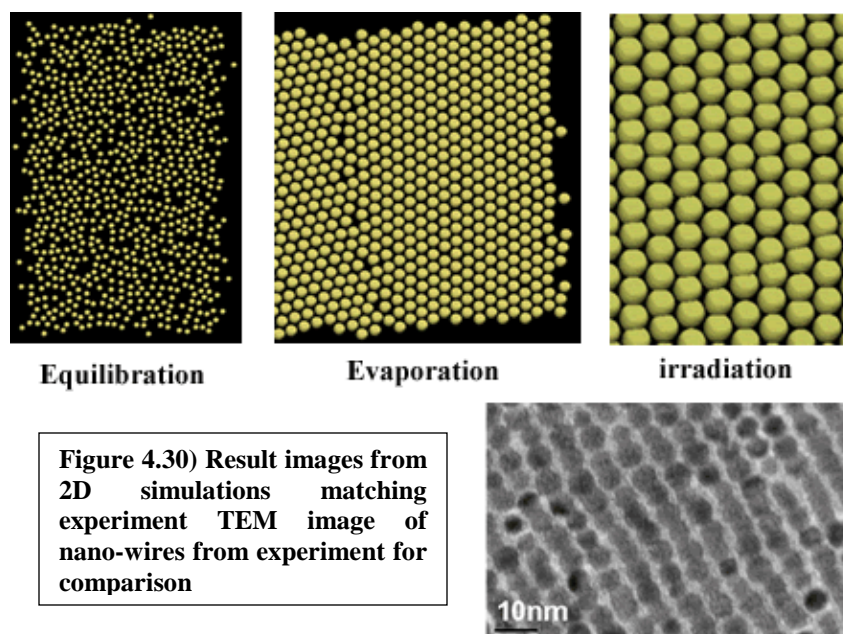 Equilibration
Evaporation
irradiation
Figure 4.30) Result images from
2D simulations matching
experiment TEM image of
nano-wires from experiment for
comparison
10nm